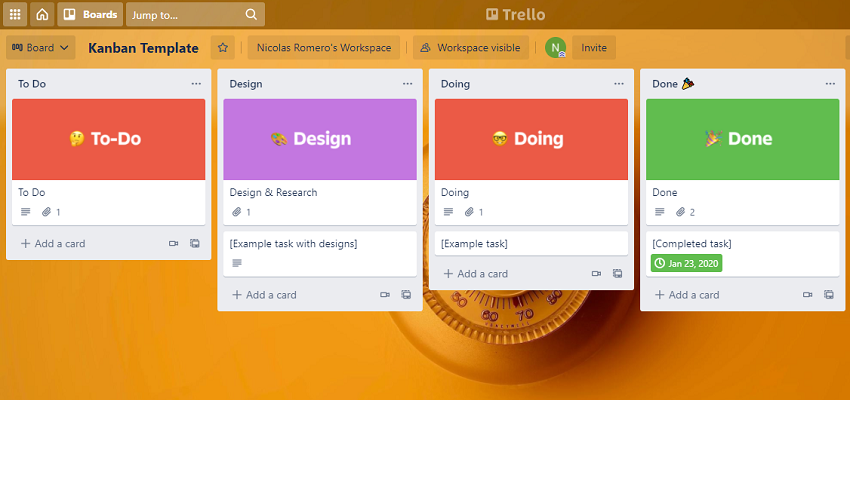 Boards
Jump to...
Trello
Board
Kanban Template
Nicolas Romero's Workspace
Workspace visible
N
Invite
To Do
🤔 To-Do
To Do
1
+ Add a card
Design
🎨 Design
Design & Research
1
[Example task with designs]
+ Add a card
Doing
🤓 Doing
Doing
1
[Example task]
+ Add a card
Done 🎉
🎉 Done
Done
2
[Completed task]
Jan 23, 2020
+ Add a card
60
70